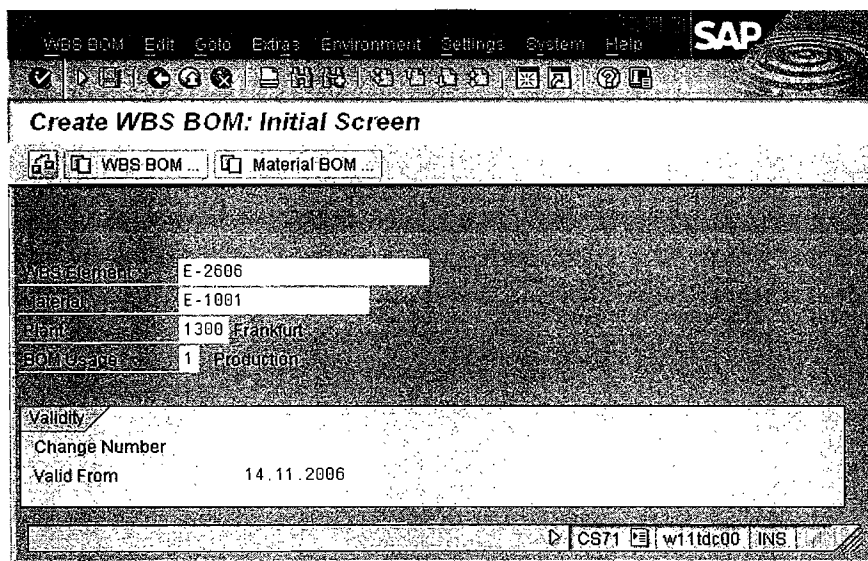 SAP
WBS BOM Edit Goto Extras Environment Settings System Help
Create WBS BOM: Initial Screen
WBS BOM ... Material BOM ...
WBS Element E-2606
Material E-1001
Plant 1300 Frankfurt
BOM Usage 1 Production
Validity
Change Number
Valid From 14.11.2006
CS71 w11tdc00 INS